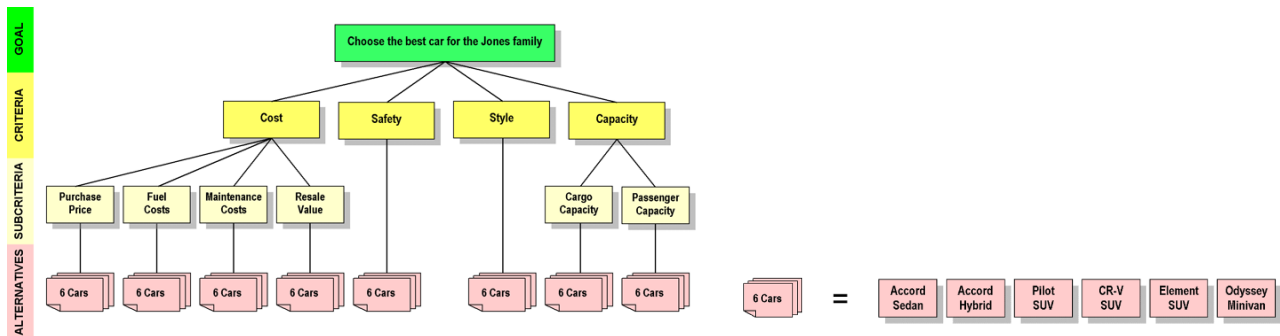 GOAL
Choose the best car for the Jones family
CRITERIA
Cost
Safety
Style
Capacity
SUBCRITERIA
Purchase
Price
Fuel
Costs
Maintenance
Costs
Resale
Value
Cargo
Capacity
Passenger
Capacity
ALTERNATIVES
6 Cars
6 Cars
6 Cars
6 Cars
6 Cars
6 Cars
6 Cars
6 Cars
6 Cars
=
Accord
Sedan
Accord
Hybrid
Pilot
SUV
CR-V
SUV
Element
SUV
Odyssey
Minivan